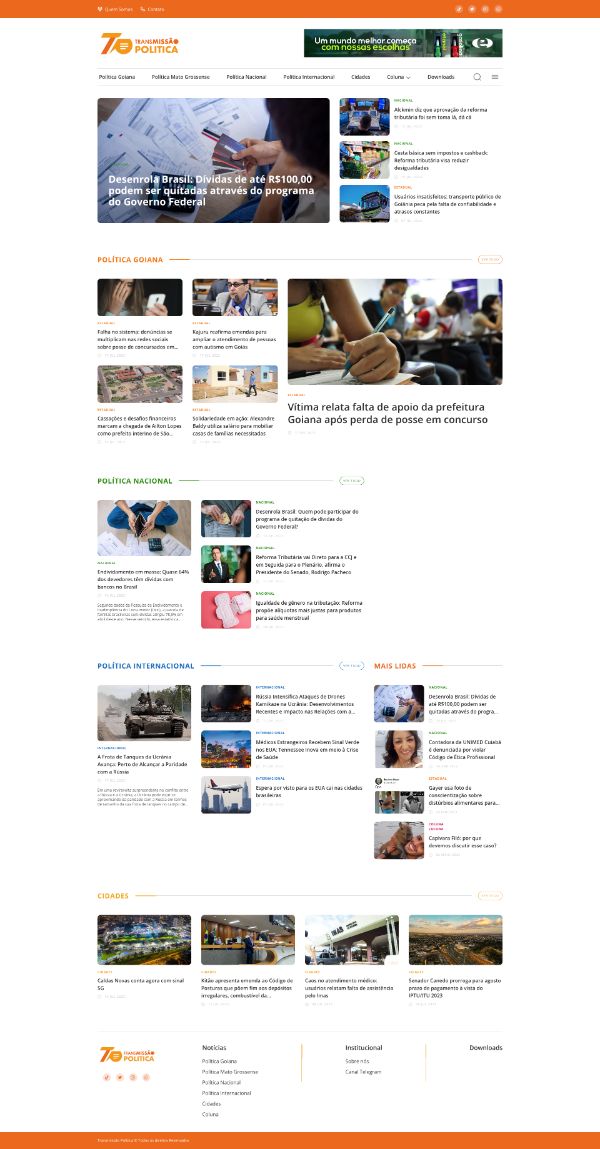 Quem Somos
Contato
TRANSMISSÃO
POLÍTICA
Um mundo melhor começa
com nossas escolhas
Política Goiana
Política Mato Grossense
Política Nacional
Política Internacional
Cidades
Coluna
Downloads
Desenrola Brasil: Dívidas de até R$100,00
podem ser quitadas através do programa
do Governo Federal
NACIONAL
Alckmin diz que aprovação da reforma
tributária foi sem toma lá, dá cá
NACIONAL
Cesta básica sem impostos e cashback:
Reforma tributária visa reduzir
desigualdades
ESTADUAL
Usuários insatisfeitos: transporte público de
Goiânia peca pela falta de confiabilidade e
atrasos constantes
POLÍTICA GOIANA
VER TODAS
ESTADUAL
Falha no sistema: denúncias se
multiplicam nas redes sociais
sobre posse de concursados em...
ESTADUAL
Kajuru reafirma emendas para
ampliar o atendimento de pessoas
com autismo em Goiás
ESTADUAL
Cassações e desafios financeiros
marcam a chegada de Ailton Lopes
como prefeito interino de São...
ESTADUAL
Solidariedade em ação: Alexandre
Baldy utiliza salário para mobiliar
casas de famílias necessitadas
ESTADUAL
Vítima relata falta de apoio da prefeitura
Goiana após perda de posse em concurso
POLÍTICA NACIONAL
VER TODAS
NACIONAL
Endividamento em massa: Quase 64%
dos devedores têm dívidas com
bancos no Brasil
NACIONAL
Desenrola Brasil: Quem pode participar do
programa de quitação de dívidas do
Governo Federal?
NACIONAL
Reforma Tributária vai Direto para a CCJ e
em Seguida para o Plenário, afirma o
Presidente do Senado, Rodrigo Pacheco
NACIONAL
Igualdade de gênero na tributação: Reforma
propõe alíquotas mais justas para produtos
para saúde menstrual
POLÍTICA INTERNACIONAL
VER TODAS
INTERNACIONAL
A Frota de Tanques da Ucrânia
Avança: Perto de Alcançar a Paridade
com a Rússia
INTERNACIONAL
Rússia Intensifica Ataques de Drones
Kamikaze na Ucrânia: Desenvolvimentos
Recentes e Impacto nas Relações com a...
INTERNACIONAL
Médicos Estrangeiros Recebem Sinal Verde
nos EUA: Tennessee Inova em meio à Crise
de Saúde
INTERNACIONAL
Espera por visto para os EUA cai nas cidades
brasileiras
MAIS LIDAS
NACIONAL
Desenrola Brasil: Dívidas de
até R$100,00 podem ser
quitadas através do progra...
NACIONAL
Contadora da UNIMED Cuiabá
é denunciada por violar
Código de Ética Profissional
ESTADUAL
Gayer usa foto de
conscientização sobre
distúrbios alimentares para...
COLUNA
Capivara Filó: por que
devemos discutir esse caso?
CIDADES
VER TODAS
CIDADES
Caldas Novas conta agora com sinal
5G
CIDADES
Kitão apresenta emenda ao Código de
Posturas que põem fim aos depósitos
irregulares, combustível da...
CIDADES
Caos no atendimento médico:
usuários relatam falta de assistência
pelo Imas
CIDADES
Senador Canedo prorroga para agosto
prazo de pagamento à vista do
IPTU/ITU 2023
TRANSMISSÃO
POLÍTICA
Notícias
Política Goiana
Política Mato Grossense
Política Nacional
Política Internacional
Cidades
Coluna
Institucional
Sobre nós
Canal Telegram
Downloads
Transmissão Política © Todos os direitos Reservados